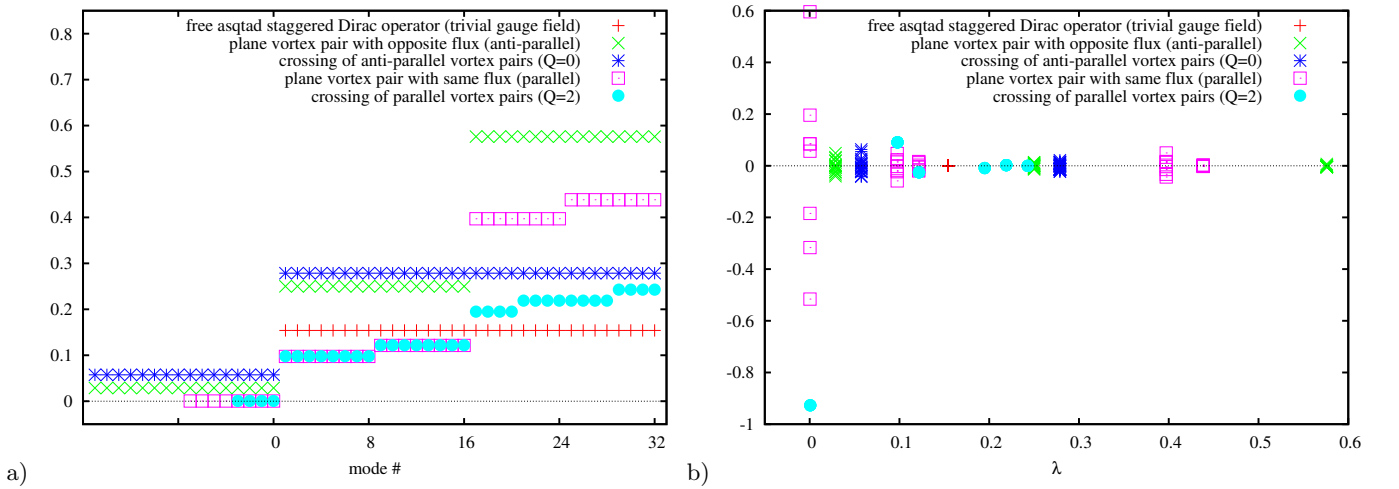 free asqtad staggered Dirac operator (trivial gauge field)
plane vortex pair with opposite flux (anti-parallel)
crossing of anti-parallel vortex pairs (Q=0)
plane vortex pair with same flux (parallel)
crossing of parallel vortex pairs (Q=2)
0.8
0.7
0.6
0.5
0.4
0.3
0.2
0.1
0
0 8 16 24 32
mode #
a)
free asqtad staggered Dirac operator (trivial gauge field)
plane vortex pair with opposite flux (anti-parallel)
crossing of anti-parallel vortex pairs (Q=0)
plane vortex pair with same flux (parallel)
crossing of parallel vortex pairs (Q=2)
0.6
0.4
0.2
0
-0.2
-0.4
-0.6
-0.8
-1
0 0.1 0.2 0.3 0.4 0.5 0.6
λ
b)